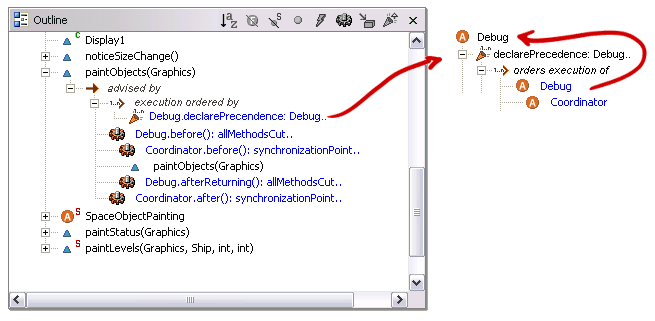 Outline
Display1
noticeSizeChange()
paintObjects(Graphics)
advised by
execution ordered by
Debug.declarePrecendence: Debug..
Debug.before(): allMethodsCut..
Coordinator.before(): synchronizationPoint..
paintObjects(Graphics)
Debug.afterReturning(): allMethodsCut..
Coordinator.after(): synchronizationPoint..
SpaceObjectPainting
paintStatus(Graphics)
paintLevels(Graphics, Ship, int, int)
Debug
declarePrecedence: Debug..
orders execution of
Debug
Coordinator